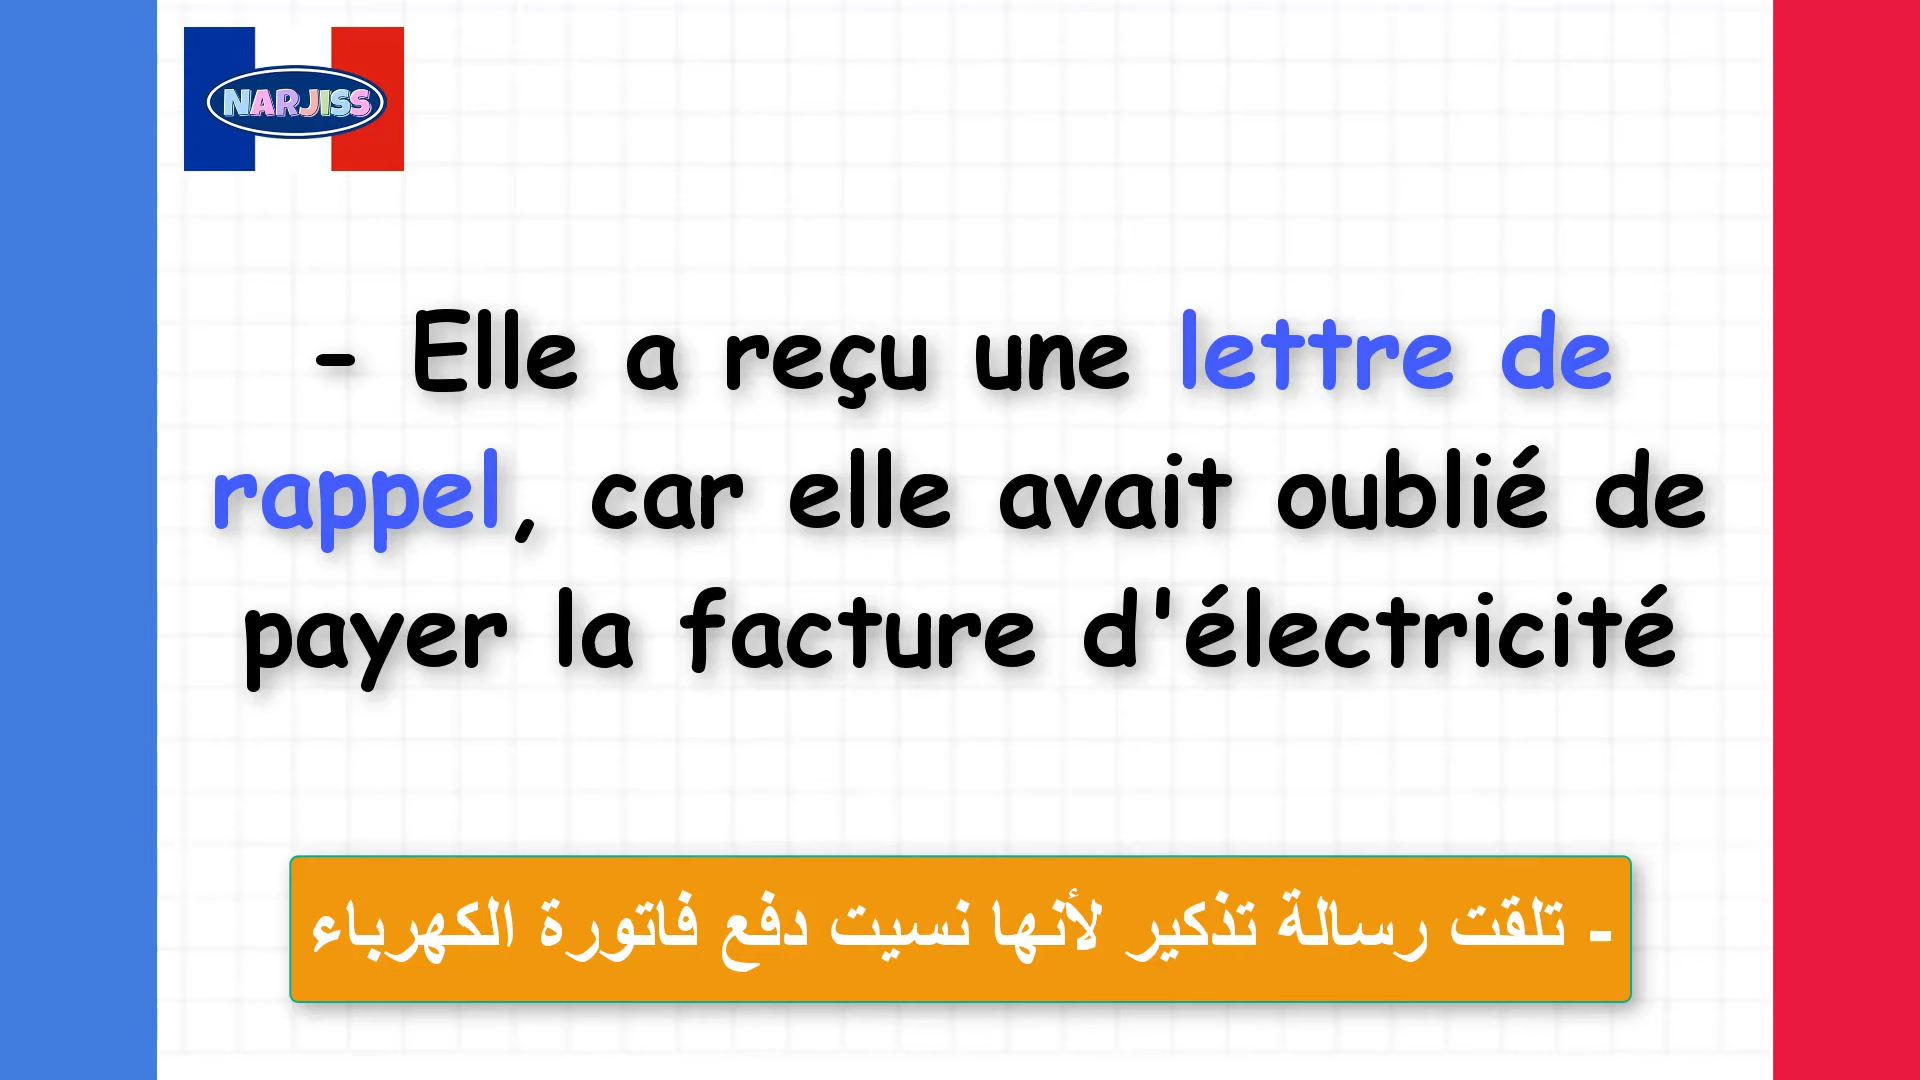 NARJISS
- Elle a reçu une lettre de
rappel, car elle avait oublié de
payer la facture d'électricité
- تلقت رسالة تذكير لأنها نسيت دفع فاتورة الكهرباء